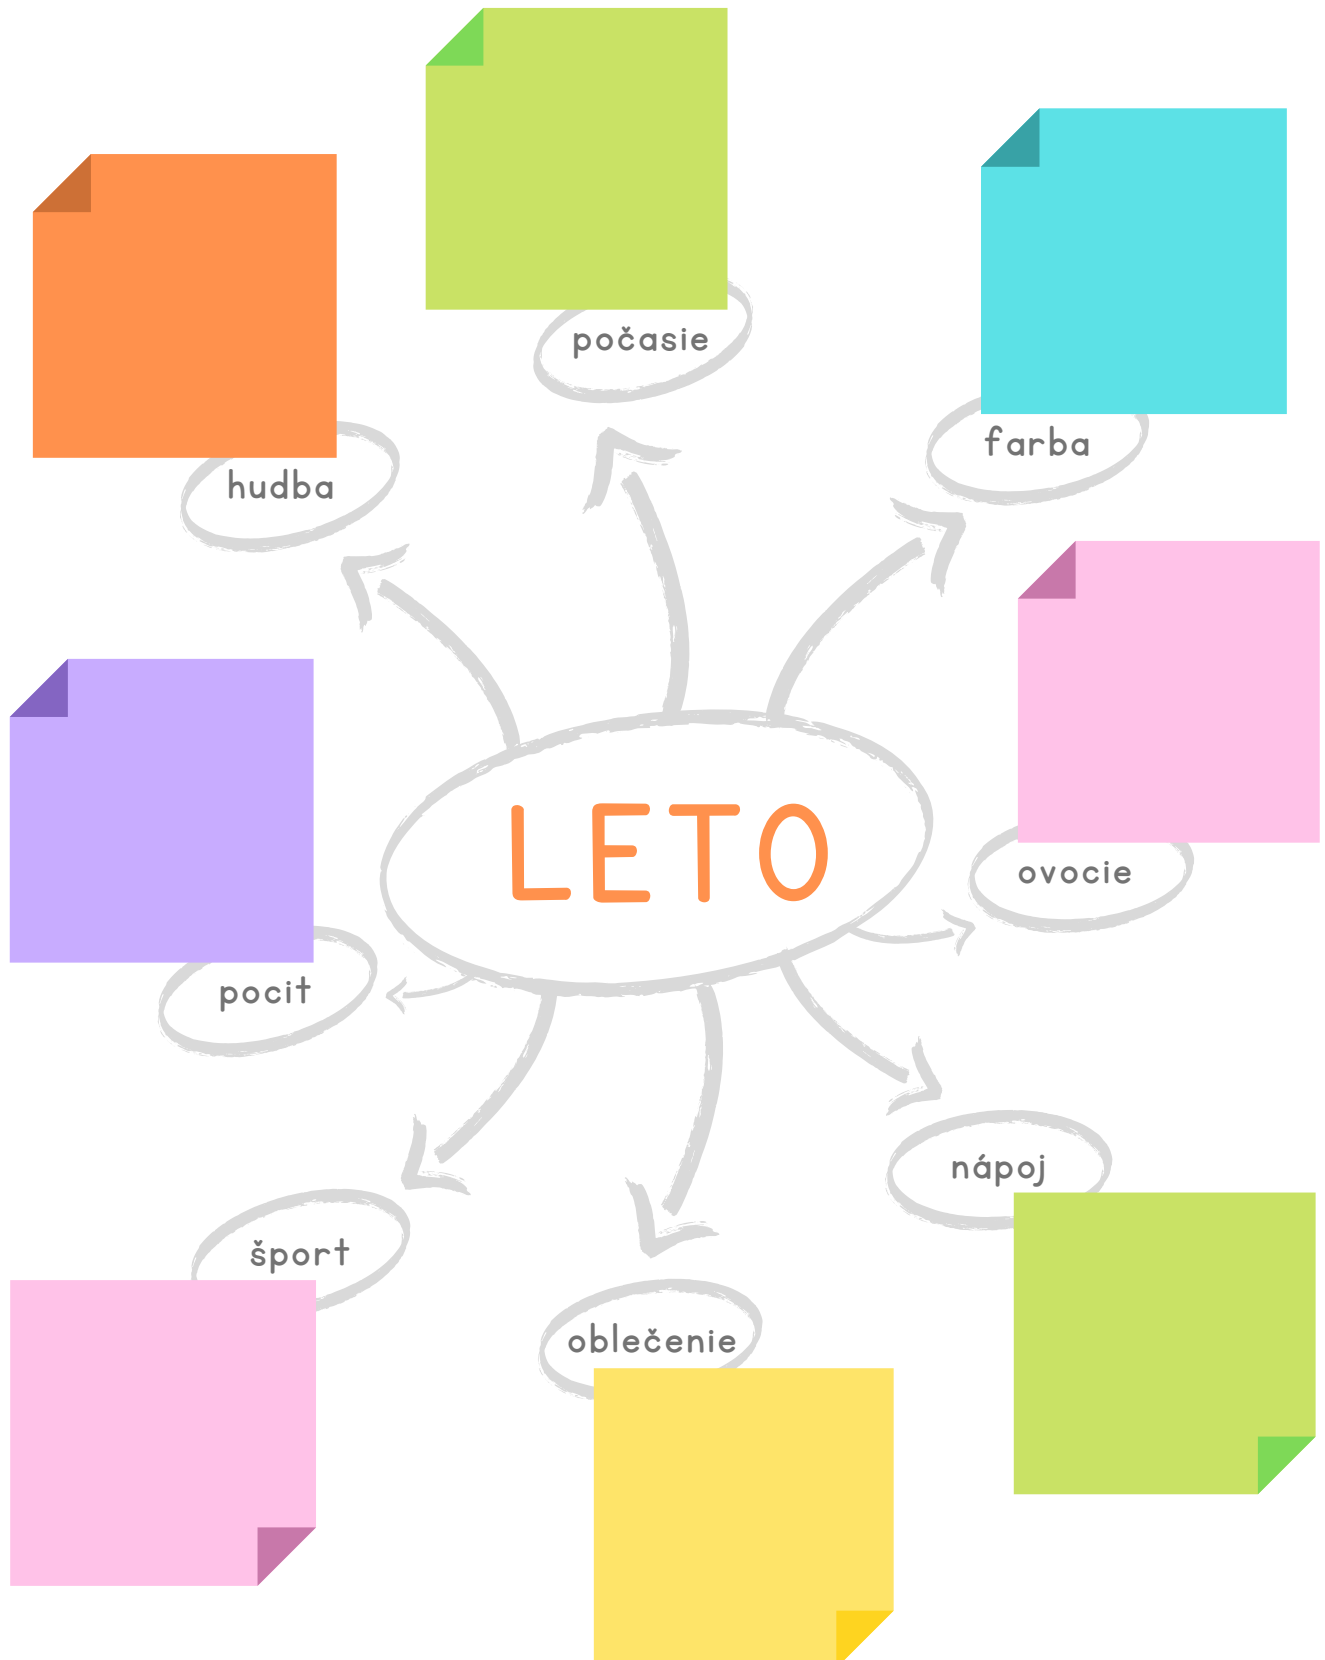 počasie
farba
hudba
LETO
ovocie
pocit
nápoj
šport
oblečenie